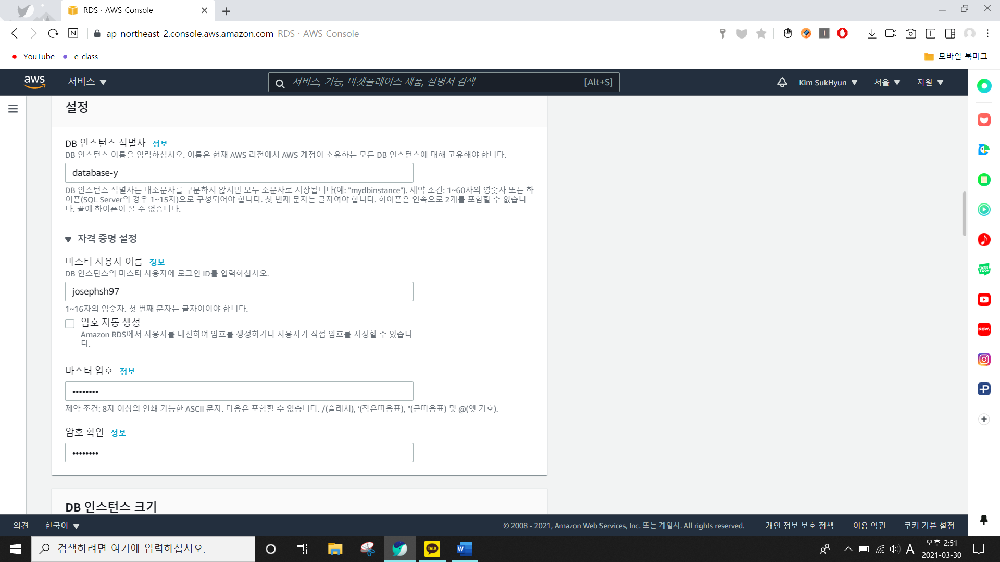 RDS · AWS Console
N ap-northeast-2.console.aws.amazon.com RDS · AWS Console
YouTube e-class 모바일 북마크
aws 서비스 서비스, 기능, 마켓플레이스 제품, 설명서 검색 [Alt+S] Kim SukHyun 서울 지원
설정
DB 인스턴스 식별자 정보
DB 인스턴스 이름을 입력하십시오. 이름은 현재 AWS 리전에서 AWS 계정이 소유하는 모든 DB 인스턴스에 대해 고유해야 합니다.
database-y
DB 인스턴스 식별자는 대소문자를 구분하지 않지만 모두 소문자로 저장됩니다(예: "mydbinstance"). 제약 조건: 1~60자의 영숫자 또는 하
이픈(SQL Server의 경우 1~15자)으로 구성되어야 합니다. 첫 번째 문자는 글자여야 합니다. 하이픈은 연속으로 2개를 포함할 수 없습니
다. 끝에 하이픈이 올 수 없습니다.
자격 증명 설정
마스터 사용자 이름 정보
DB 인스턴스의 마스터 사용자에 로그인 ID를 입력하십시오.
josephsh97
1~16자의 영숫자. 첫 번째 문자는 글자이어야 합니다.
암호 자동 생성
Amazon RDS에서 사용자를 대신하여 암호를 생성하거나 사용자가 직접 암호를 지정할 수 있습니
다.
마스터 암호 정보
••••••••
제약 조건: 8자 이상의 인쇄 가능한 ASCII 문자. 다음은 포함할 수 없습니다. /(슬래시), ‘(작은따옴표), "(큰따옴표) 및 @(앳 기호).
암호 확인 정보
••••••••
DB 인스턴스 크기
WEB
TOON
NOW.
의견 한국어 © 2008 - 2021, Amazon Web Services, Inc. 또는 계열사. All rights reserved. 개인 정보 보호 정책 이용 약관 쿠키 기본 설정
검색하려면 여기에 입력하십시오. TALK W A 오후 2:51
2021-03-30